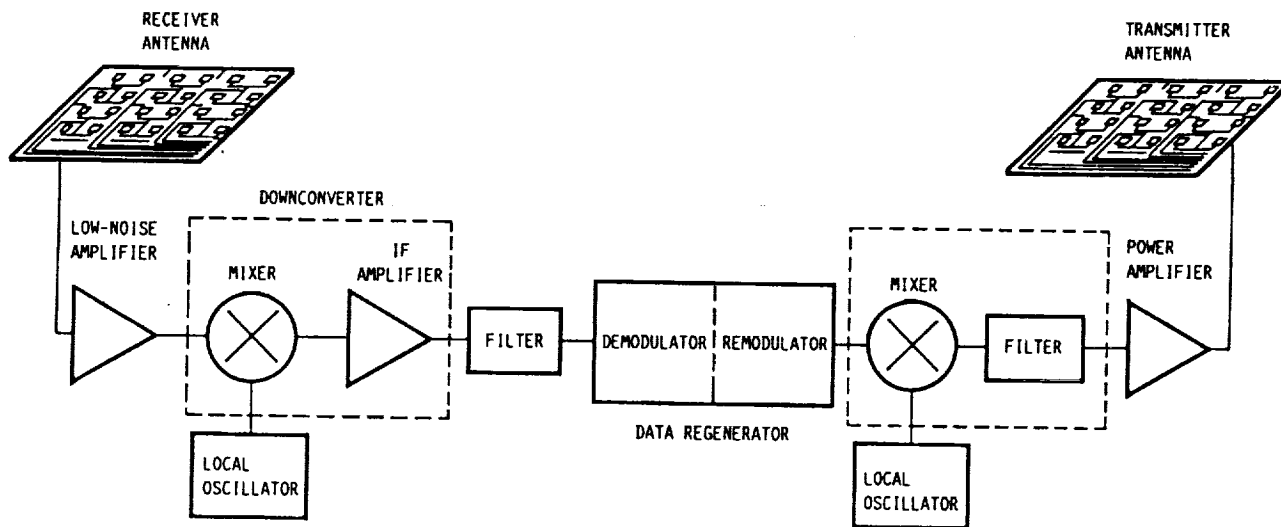 RECEIVER
ANTENNA
TRANSMITTER
ANTENNA
DOWNCONVERTER
LOW-NOISE
AMPLIFIER
MIXER
IF
AMPLIFIER
FILTER
DEMODULATOR
REMODULATOR
DATA REGENERATOR
MIXER
FILTER
POWER
AMPLIFIER
LOCAL
OSCILLATOR
LOCAL
OSCILLATOR